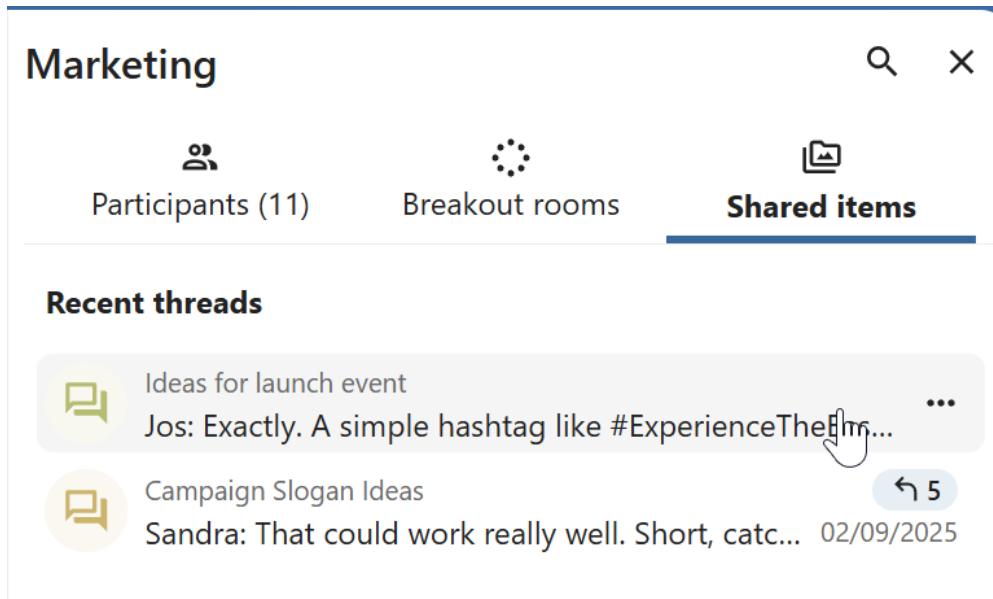 Marketing
Participants (11)
Breakout rooms
Shared items
Recent threads
Ideas for launch event
Jos: Exactly. A simple hashtag like
Campaign Slogan Ideas
5
Sandra: That could work really well. Short, catc...
02/09/2025